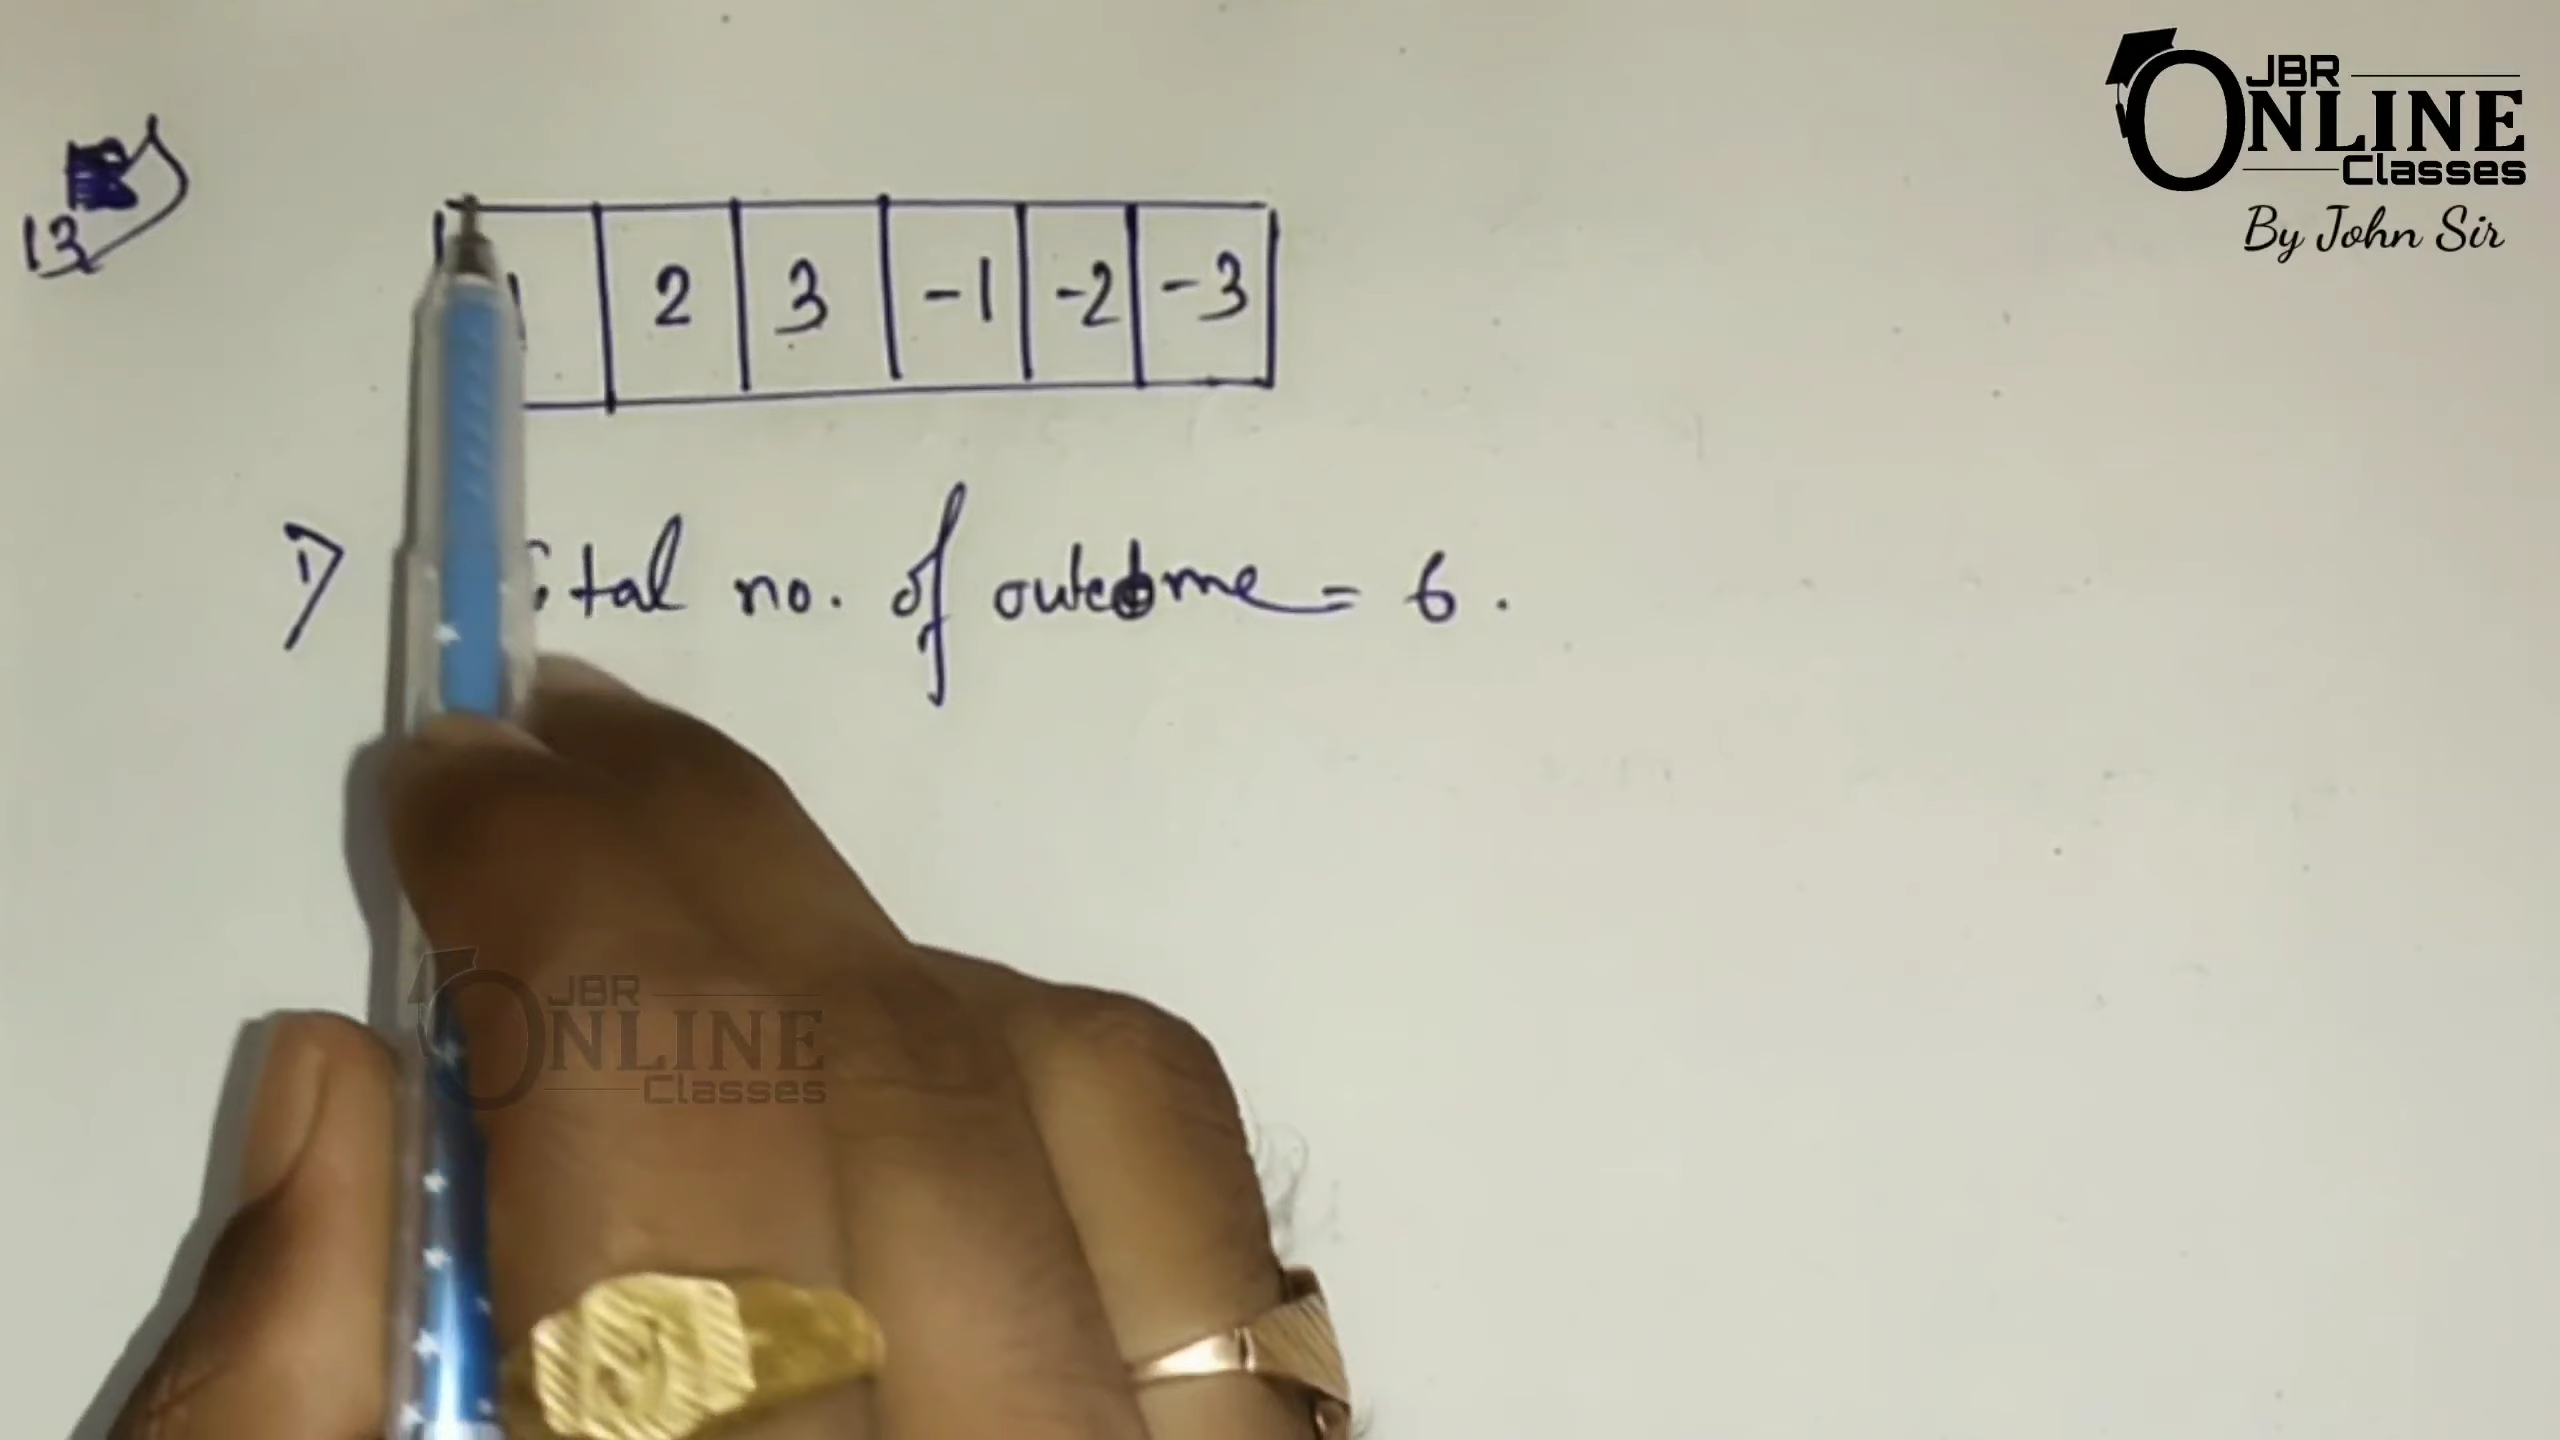 JBR
ONLINE
Classes
By John Sir
13
1 2 3 -1 -2 -3
1) tal no. of outcome = 6.
JBR
ONLINE
Classes